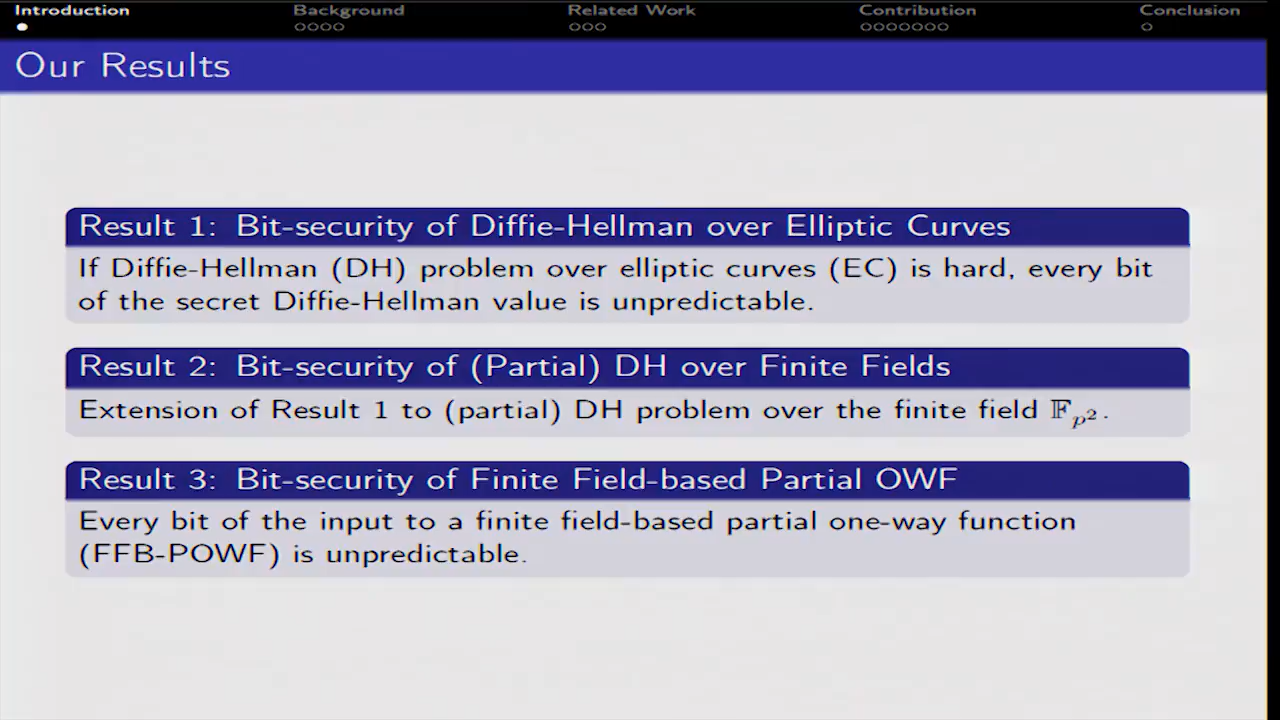 Introduction Background Related Work Contribution Conclusion
Our Results
Result 1: Bit-security of Diffie-Hellman over Elliptic Curves
If Diffie-Hellman (DH) problem over elliptic curves (EC) is hard, every bit
of the secret Diffie-Hellman value is unpredictable.
Result 2: Bit-security of (Partial) DH over Finite Fields
Extension of Result 1 to (partial) DH problem over the finite field 𝔽_{p²}.
Result 3: Bit-security of Finite Field-based Partial OWF
Every bit of the input to a finite field-based partial one-way function
(FFB-POWF) is unpredictable.